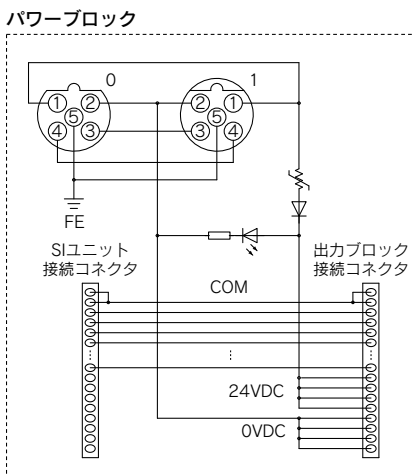 パワーブロック
0
1
① ②
② ①
⑤
⑤
④ ③
③ ④
FE
SIユニット
接続コネクタ
出力ブロック
接続コネクタ
COM
24VDC
0VDC